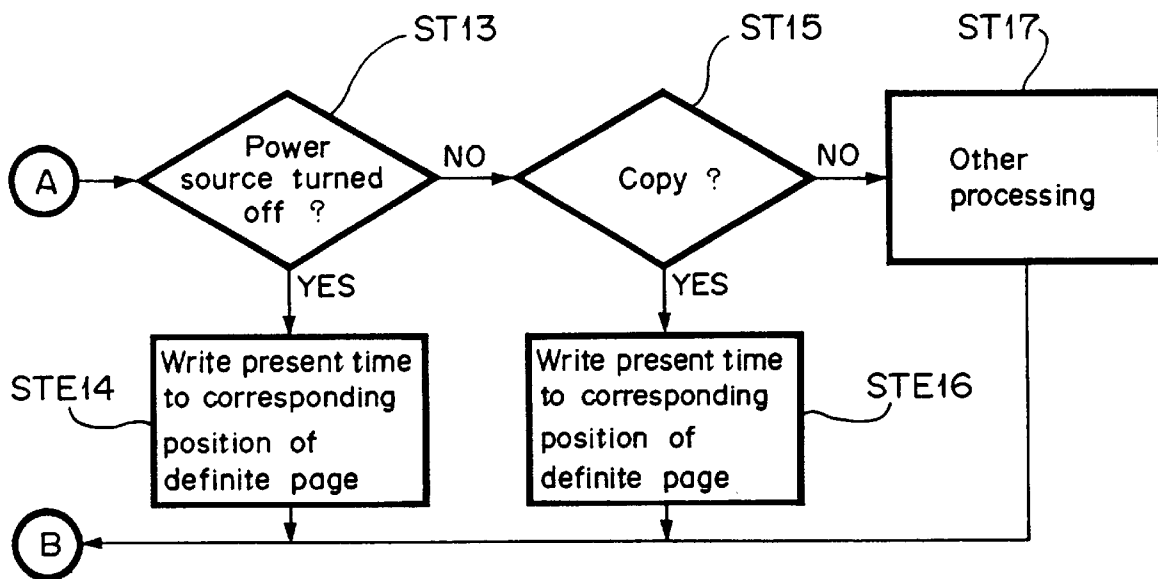 ST13
ST15
ST17
A
Power
source turned
off ?
NO
Copy ?
NO
Other
processing
YES
YES
STE14
Write present time
to corresponding
position of
definite page
Write present time
to corresponding
position of
definite page
STE16
B